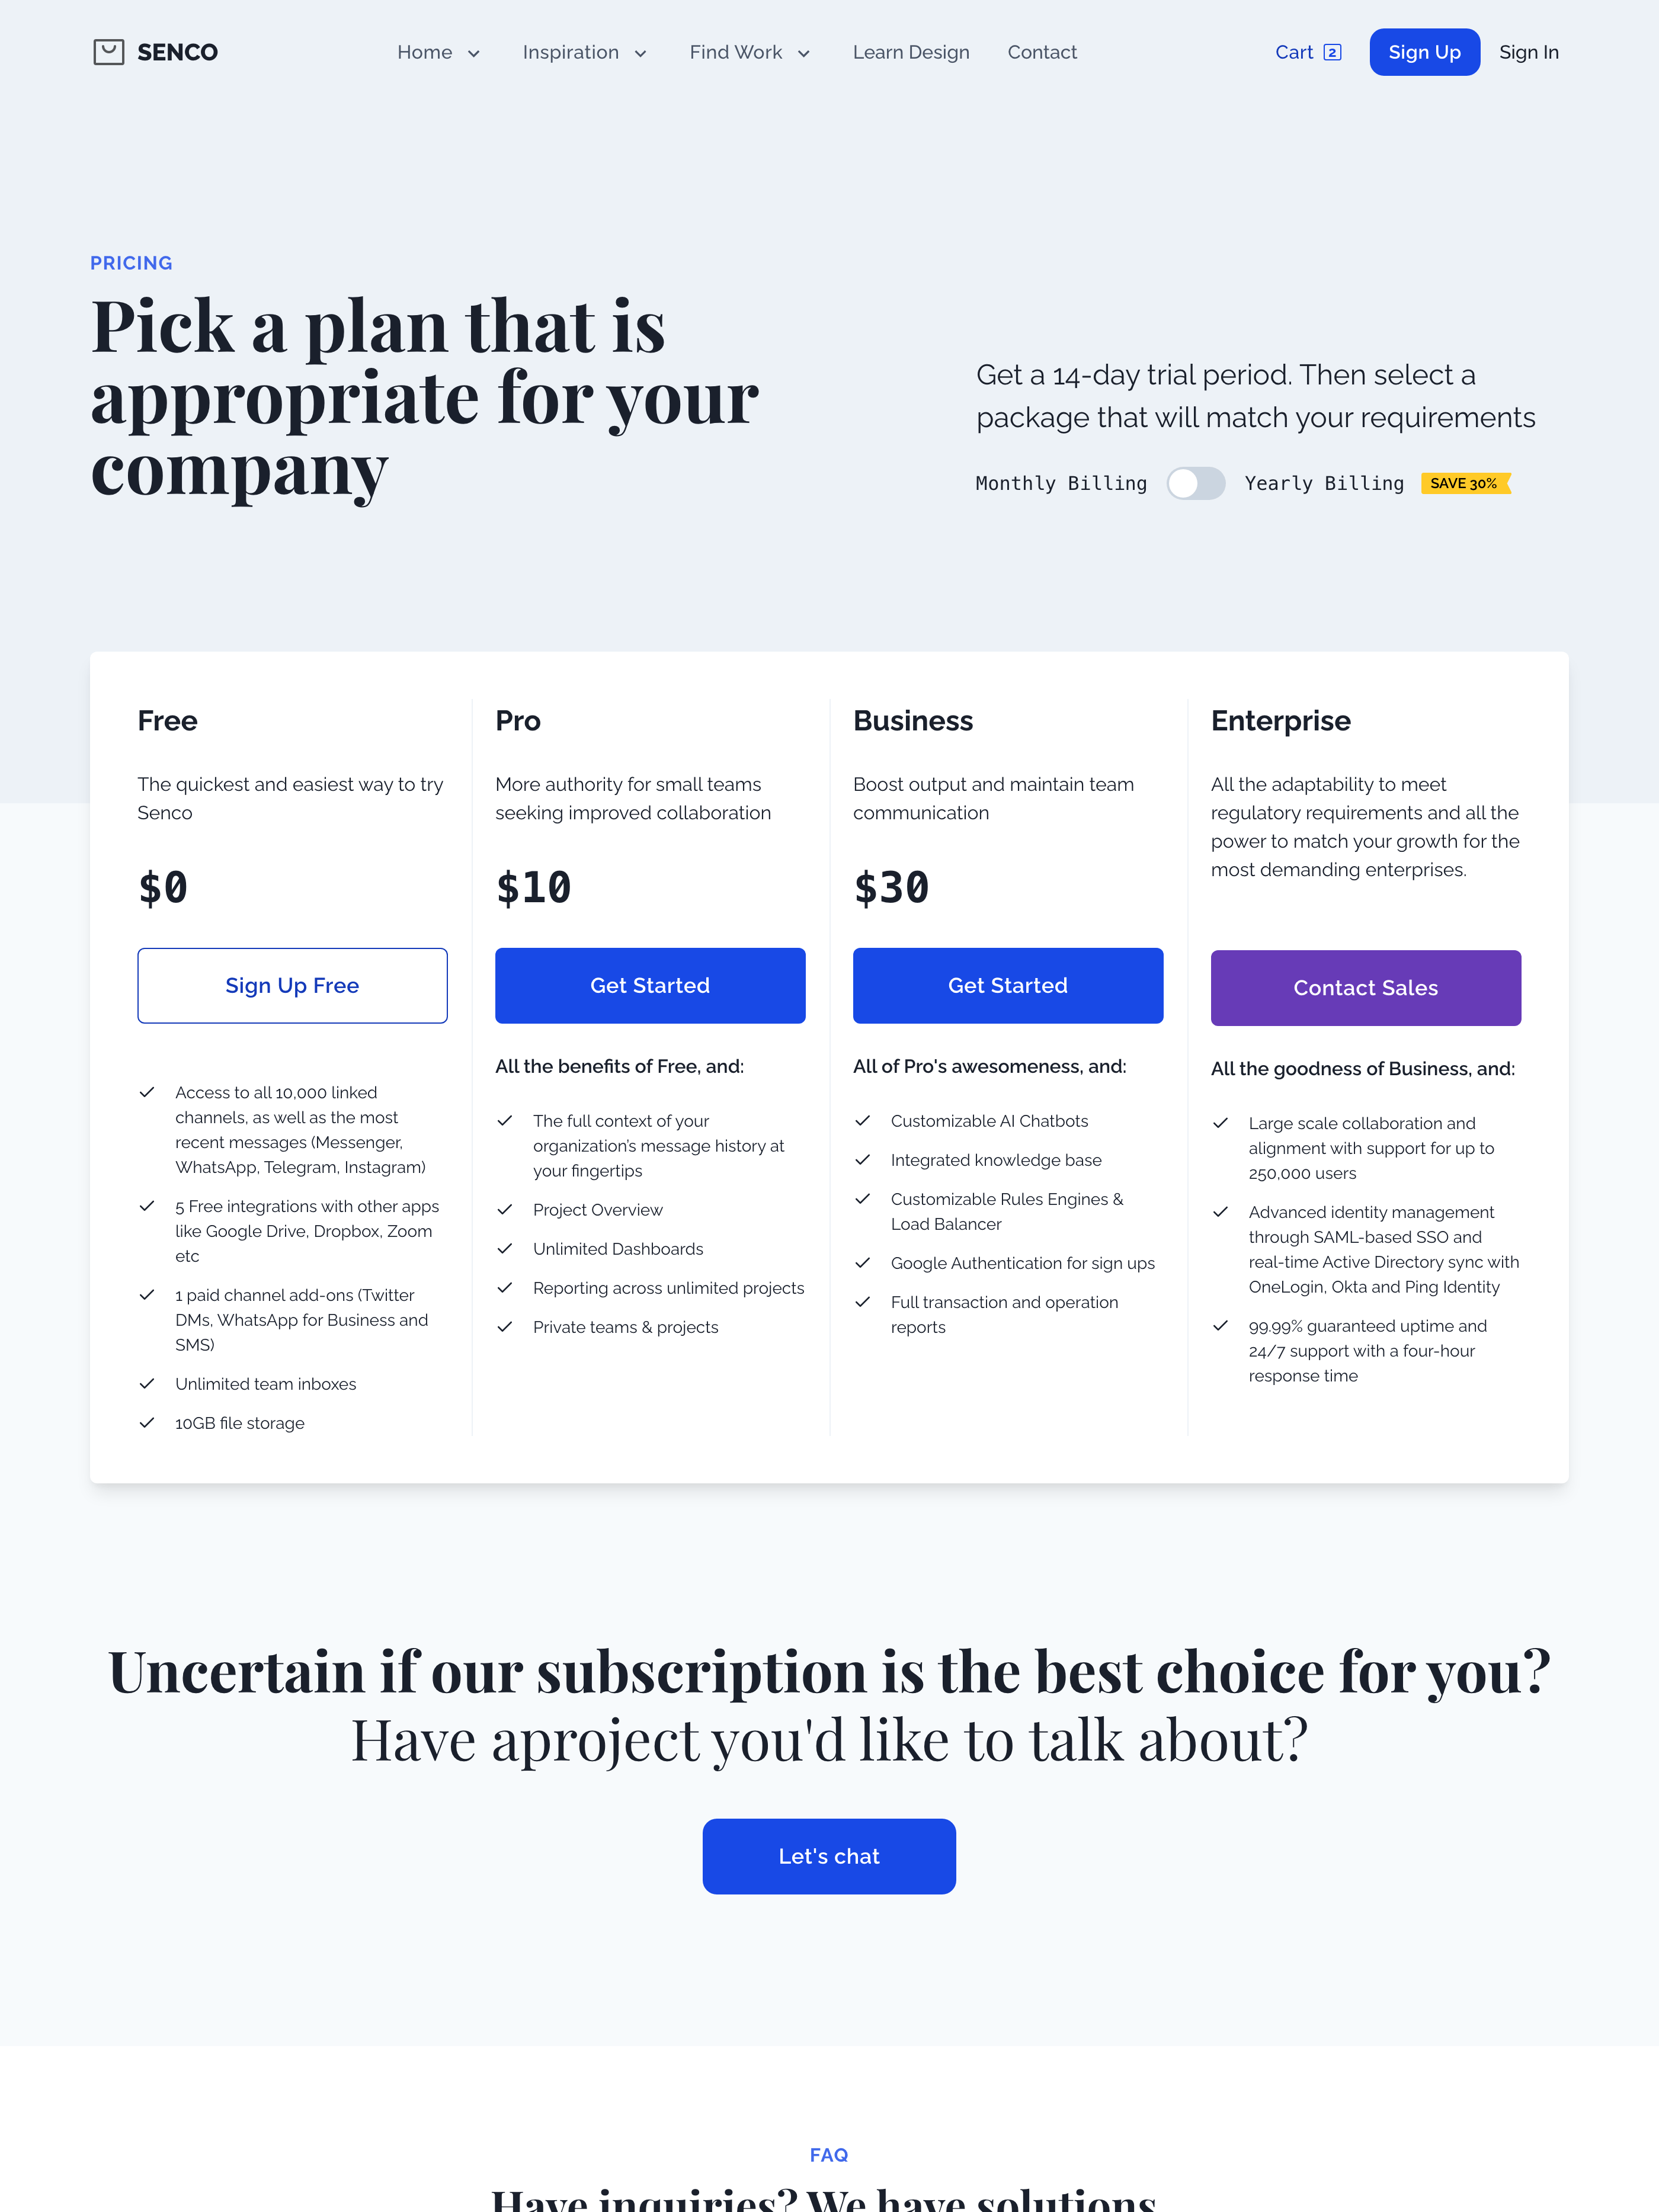 SENCO
Home
Inspiration
Find Work
Learn Design
Contact
Cart 2
Sign Up
Sign In
PRICING
Pick a plan that is
appropriate for your
company
Get a 14-day trial period. Then select a
package that will match your requirements
Monthly Billing
Yearly Billing
SAVE 30%
Free
The quickest and easiest way to try
Senco
$0
Sign Up Free
Access to all 10,000 linked
channels, as well as the most
recent messages (Messenger,
WhatsApp, Telegram, Instagram)
5 Free integrations with other apps
like Google Drive, Dropbox, Zoom
etc
1 paid channel add-ons (Twitter
DMs, WhatsApp for Business and
SMS)
Unlimited team inboxes
10GB file storage
Pro
More authority for small teams
seeking improved collaboration
$10
Get Started
All the benefits of Free, and:
The full context of your
organization's message history at
your fingertips
Project Overview
Unlimited Dashboards
Reporting across unlimited projects
Private teams & projects
Business
Boost output and maintain team
communication
$30
Get Started
All of Pro's awesomeness, and:
Customizable AI Chatbots
Integrated knowledge base
Customizable Rules Engines &
Load Balancer
Google Authentication for sign ups
Full transaction and operation
reports
Enterprise
All the adaptability to meet
regulatory requirements and all the
power to match your growth for the
most demanding enterprises.
Contact Sales
All the goodness of Business, and:
Large scale collaboration and
alignment with support for up to
250,000 users
Advanced identity management
through SAML-based SSO and
real-time Active Directory sync with
OneLogin, Okta and Ping Identity
99.99% guaranteed uptime and
24/7 support with a four-hour
response time
Uncertain if our subscription is the best choice for you?
Have aproject you'd like to talk about?
Let's chat
FAQ
Have inquiries? We have solutions